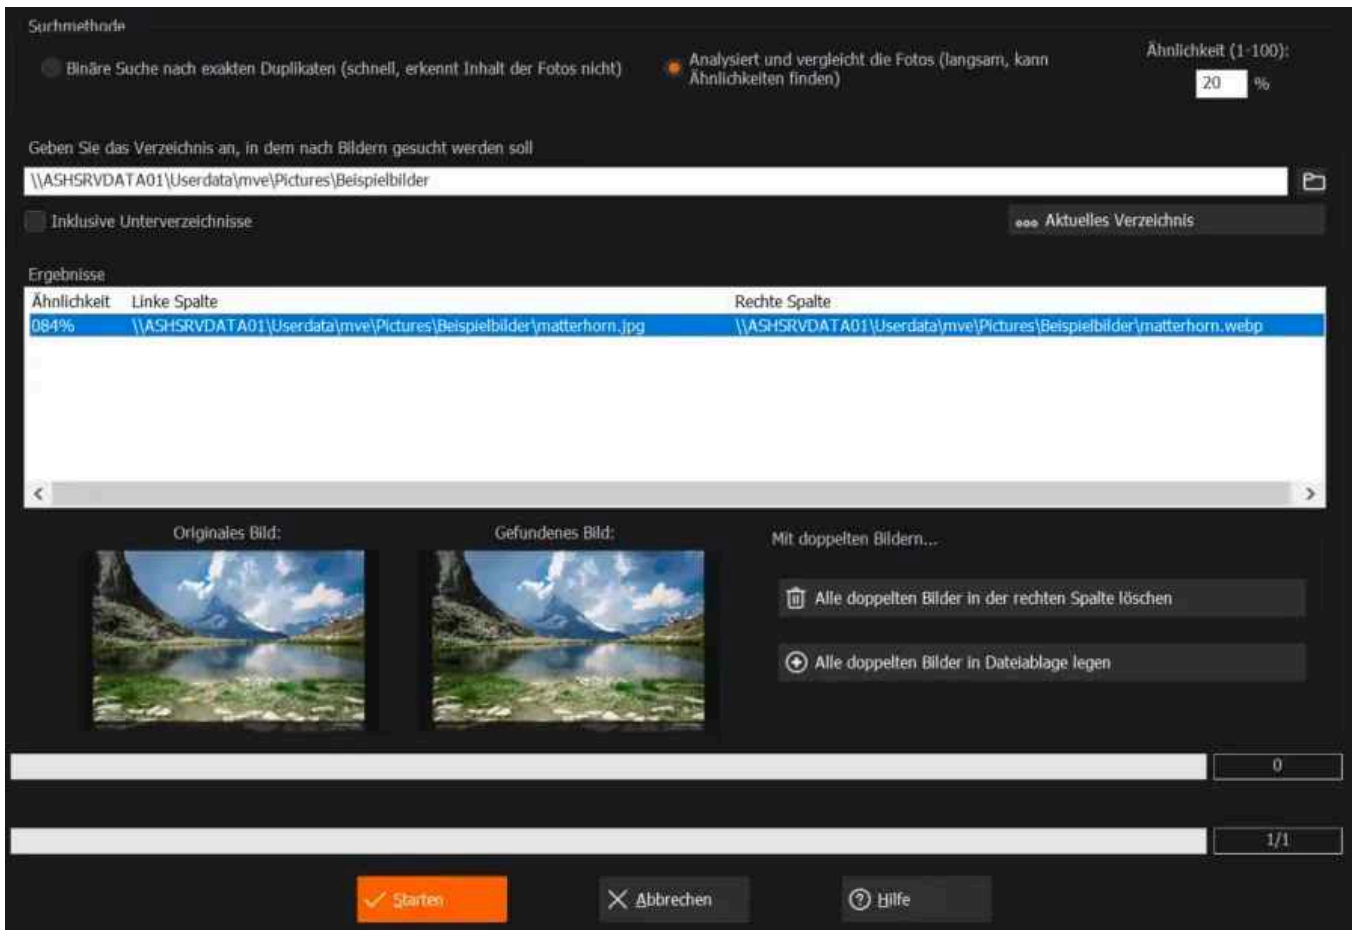 Suchmethode
Binäre Suche nach exakten Duplikaten (schnell, erkennt Inhalt der Fotos nicht)
Analysiert und vergleicht die Fotos (langsam, kann
Ähnlichkeiten finden)
Ähnlichkeit (1-100):
20 %
Geben Sie das Verzeichnis an, in dem nach Bildern gesucht werden soll
\\ASHSRVDATA01\Userdata\mve\Pictures\Beispielbilder
Inklusive Unterverzeichnisse
Aktuelles Verzeichnis
Ergebnisse
Ähnlichkeit Linke Spalte Rechte Spalte
084% \\ASHSRVDATA01\Userdata\mve\Pictures\Beispielbilder\matterhorn.jpg \\ASHSRVDATA01\Userdata\mve\Pictures\Beispielbilder\matterhorn.webp
Originales Bild:
Gefundenes Bild:
Mit doppelten Bildern...
Alle doppelten Bilder in der rechten Spalte löschen
Alle doppelten Bilder in Dateiablage legen
0
1/1
Starten
Abbrechen
Hilfe